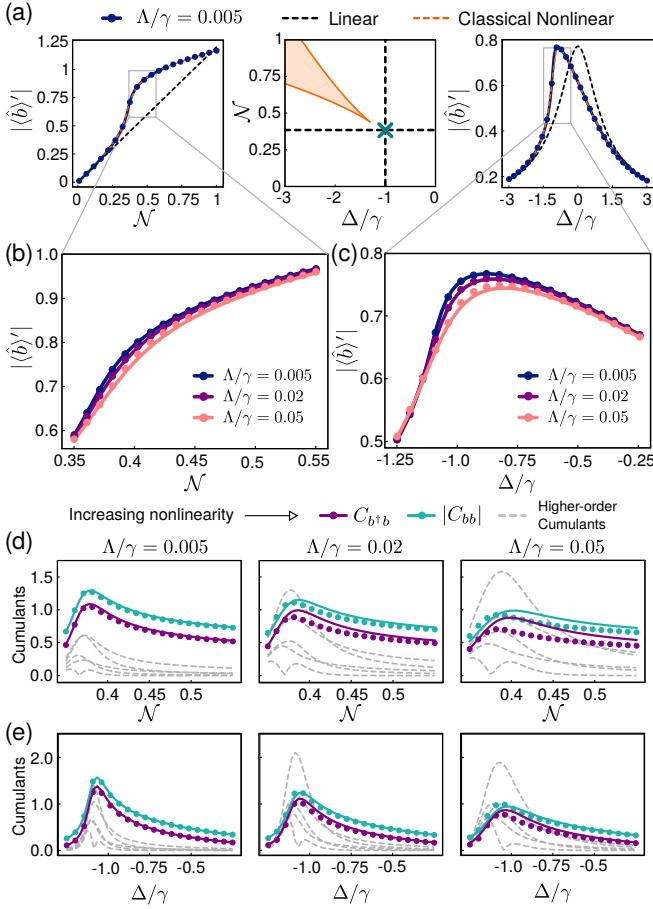 (a) Λ/γ = 0.005 Linear Classical Nonlinear
1.25
1.00
0.75
0.50
0.25
0
|⟨b̂⟩′|
0 0.25 0.5 0.75 1
𝒩
1
0.75
0.5
0.25
0
𝒩
-3 -2 -1 0
Δ/γ
0.8
0.6
0.4
0.2
|⟨b̂⟩′|
-3 -1.5 0 1.5 3
Δ/γ
(b)
1.0
0.9
0.8
0.7
0.6
|⟨b̂⟩′|
Λ/γ = 0.005
Λ/γ = 0.02
Λ/γ = 0.05
0.35 0.4 0.45 0.5 0.55
𝒩
(c)
0.8
0.7
0.6
0.5
|⟨b̂⟩′|
Λ/γ = 0.005
Λ/γ = 0.02
Λ/γ = 0.05
-1.25 -1.0 -0.75 -0.5 -0.25
Δ/γ
Increasing nonlinearity C_{b†b} |C_{bb}| Higher-order
Cumulants
(d) Λ/γ = 0.005 Λ/γ = 0.02 Λ/γ = 0.05
1.5
1.0
0.5
0.0
Cumulants
0.4 0.45 0.5 0.4 0.45 0.5 0.4 0.45 0.5
𝒩 𝒩 𝒩
(e)
2.0
1.0
0.0
Cumulants
-1.0 -0.75 -0.5 -1.0 -0.75 -0.5 -1.0 -0.75 -0.5
Δ/γ Δ/γ Δ/γ